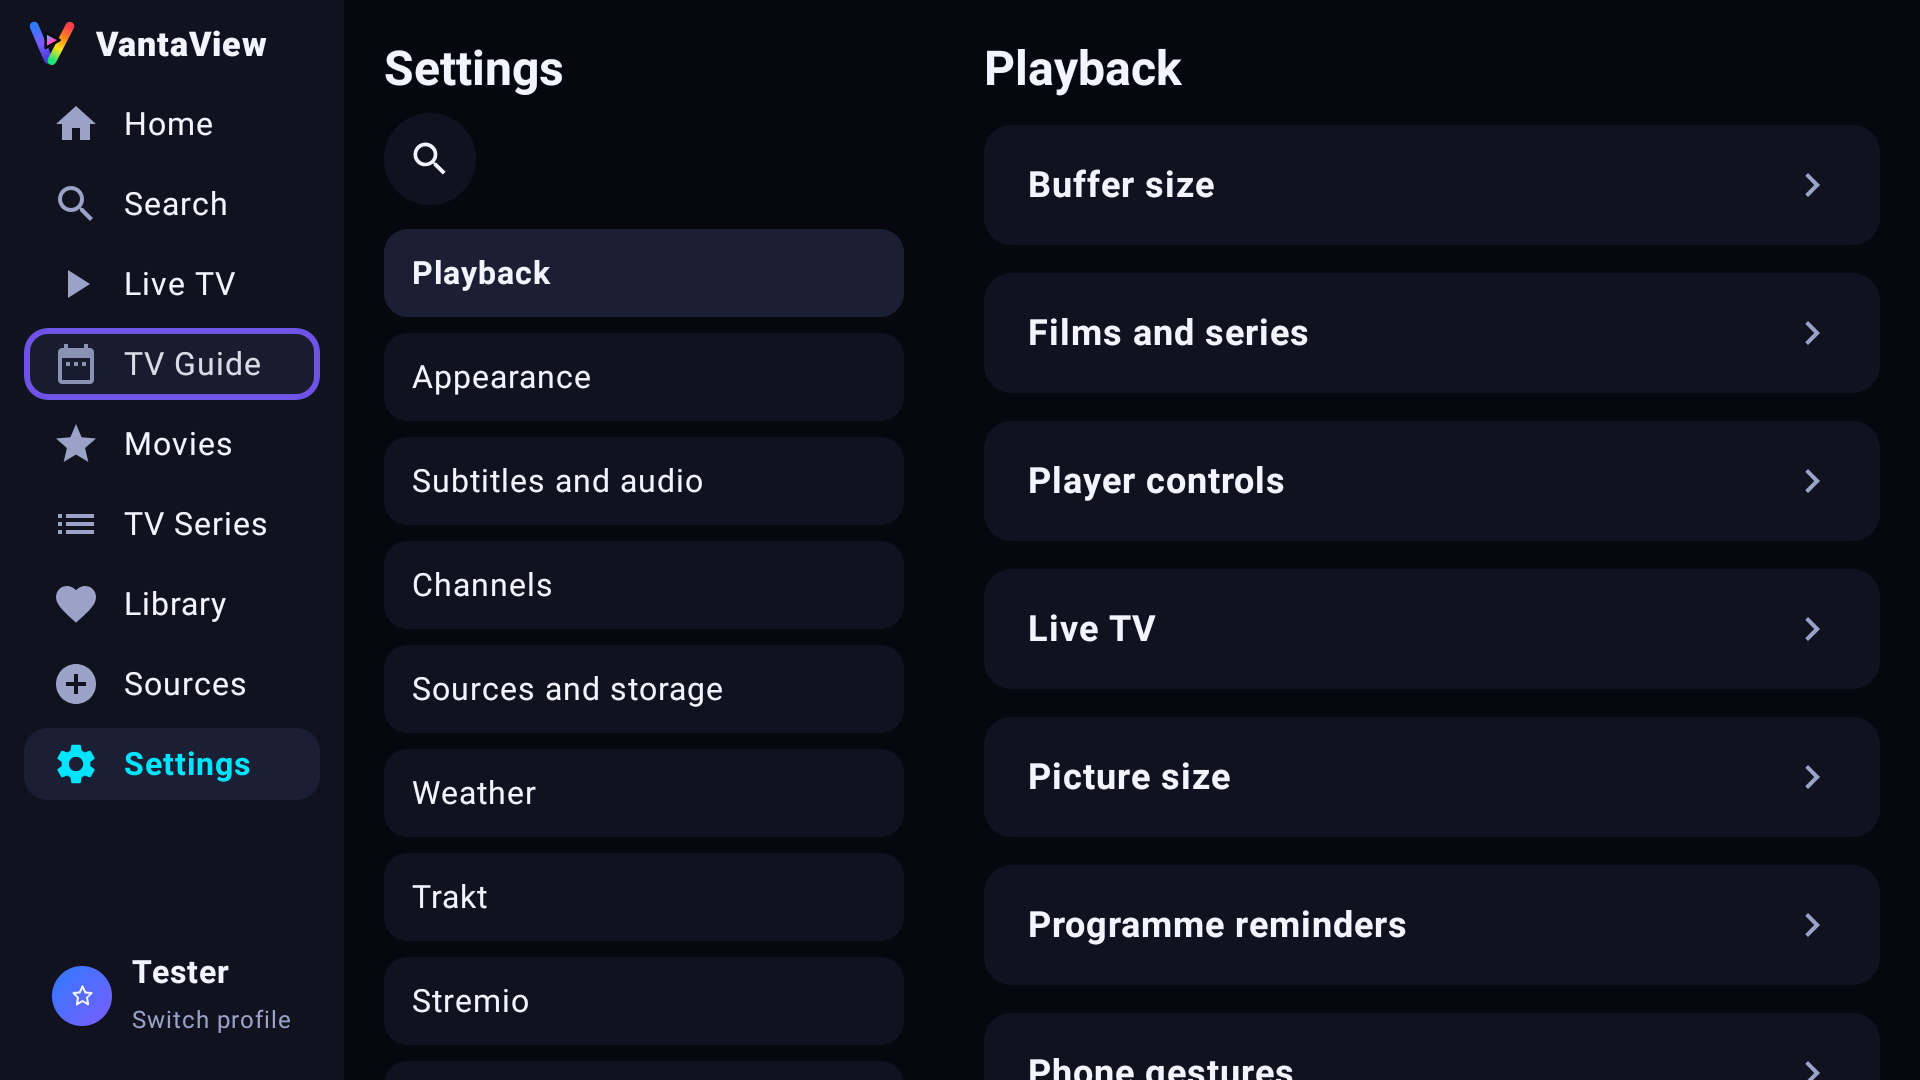 VantaView
Home
Search
Live TV
TV Guide
Movies
TV Series
Library
Sources
Settings
Tester
Switch profile
Settings
Playback
Appearance
Subtitles and audio
Channels
Sources and storage
Weather
Trakt
Stremio
Playback
Buffer size
Films and series
Player controls
Live TV
Picture size
Programme reminders
Phone gestures